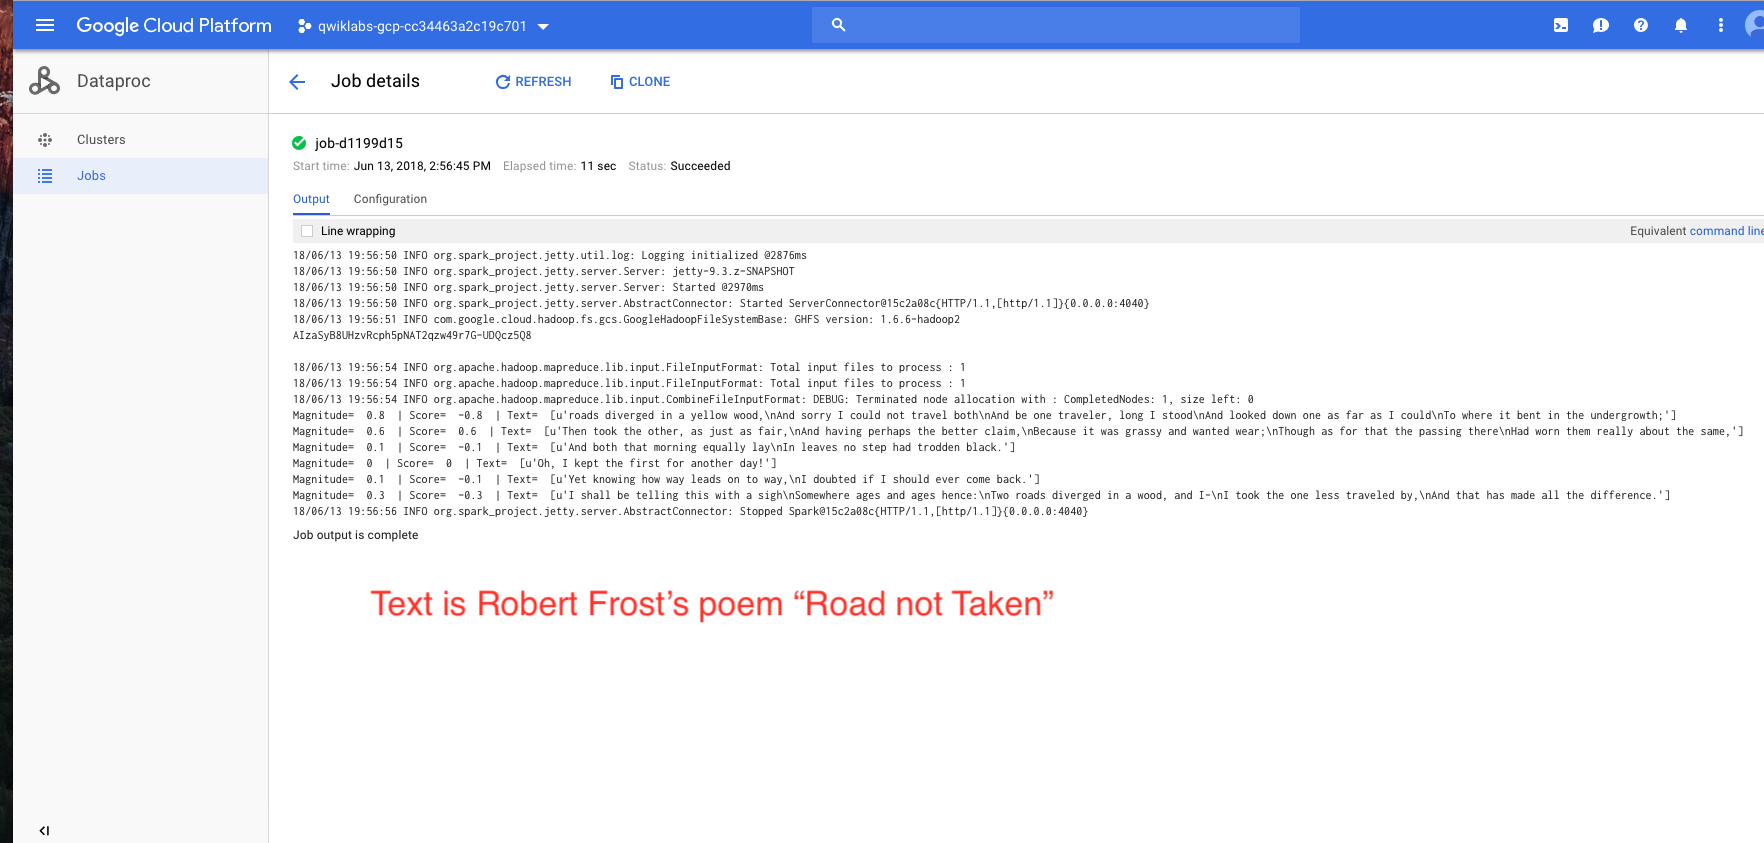 Google Cloud Platform
qwiklabs-gcp-cc34463a2c19c701
Dataproc
Job details
REFRESH
CLONE
Clusters
Jobs
job-d1199d15
Start time: Jun 13, 2018, 2:56:45 PM Elapsed time: 11 sec Status: Succeeded
Output Configuration
Line wrapping
Equivalent command line
18/06/13 19:56:50 INFO org.spark_project.jetty.util.log: Logging initialized @2876ms
18/06/13 19:56:50 INFO org.spark_project.jetty.server.Server: jetty-9.3.z-SNAPSHOT
18/06/13 19:56:50 INFO org.spark_project.jetty.server.Server: Started @2970ms
18/06/13 19:56:50 INFO org.spark_project.jetty.server.AbstractConnector: Started ServerConnector@15c2a08c{HTTP/1.1,[http/1.1]}{0.0.0.0:4040}
18/06/13 19:56:51 INFO com.google.cloud.hadoop.fs.gcs.GoogleHadoopFileSystemBase: GHFS version: 1.6.6-hadoop2
AIzaSyB8UHzvRcph5pNAT2qzw49r7G-UDQcz5Q8
18/06/13 19:56:54 INFO org.apache.hadoop.mapreduce.lib.input.FileInputFormat: Total input files to process : 1
18/06/13 19:56:54 INFO org.apache.hadoop.mapreduce.lib.input.FileInputFormat: Total input files to process : 1
18/06/13 19:56:54 INFO org.apache.hadoop.mapreduce.lib.input.CombineFileInputFormat: DEBUG: Terminated node allocation with : CompletedNodes: 1, size left: 0
Magnitude= 0.8 | Score= -0.8 | Text= [u'roads diverged in a yellow wood,\nAnd sorry I could not travel both\nAnd be one traveler, long I stood\nAnd looked down one as far as I could\nTo where it bent in the undergrowth;']
Magnitude= 0.6 | Score= 0.6 | Text= [u'Then took the other, as just as fair,\nAnd having perhaps the better claim,\nBecause it was grassy and wanted wear;\nThough as for that the passing there\nHad worn them really about the same,']
Magnitude= 0.1 | Score= -0.1 | Text= [u'And both that morning equally lay\nIn leaves no step had trodden black.']
Magnitude= 0 | Score= 0 | Text= [u'Oh, I kept the first for another day!']
Magnitude= 0.1 | Score= -0.1 | Text= [u'Yet knowing how way leads on to way,\nI doubted if I should ever come back.']
Magnitude= 0.3 | Score= -0.3 | Text= [u'I shall be telling this with a sigh\nSomewhere ages and ages hence:\nTwo roads diverged in a wood, and I-\nI took the one less traveled by,\nAnd that has made all the difference.']
18/06/13 19:56:56 INFO org.spark_project.jetty.server.AbstractConnector: Stopped Spark@15c2a08c{HTTP/1.1,[http/1.1]}{0.0.0.0:4040}
Job output is complete
Text is Robert Frost’s poem “Road not Taken”